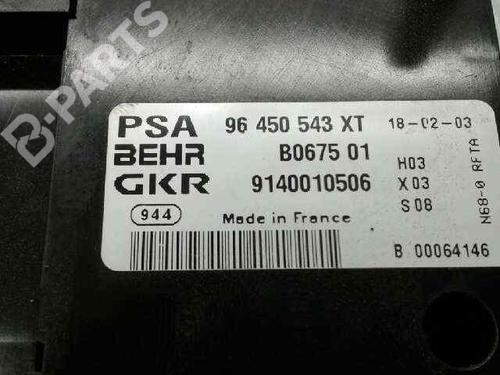 B-PARTS
PSA 96 450 543 XT 18-02-03
BEHR B0675 01 H03
GKR 9140010506 X03
944 Made in France S08
B 00064146
N68-0 RFTA